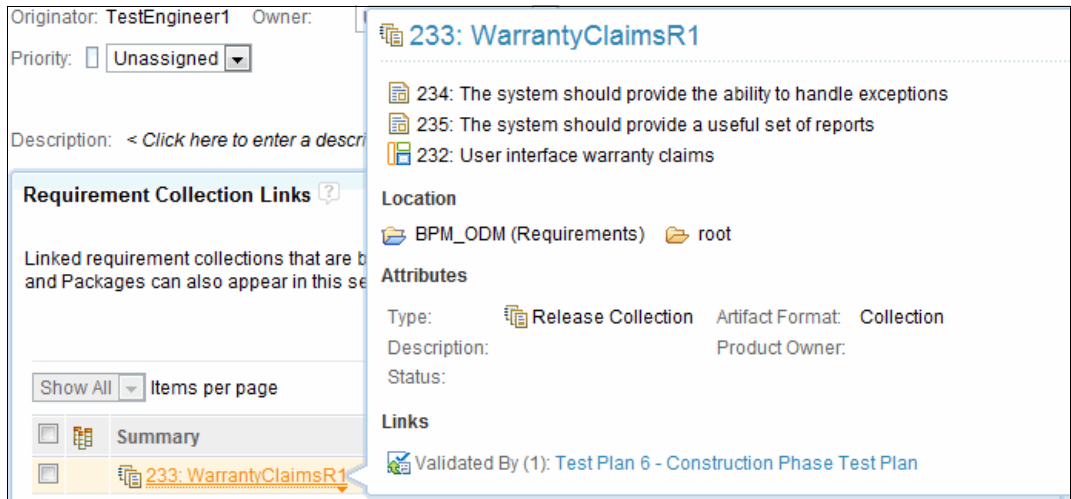 Originator: TestEngineer1 Owner:
Priority: Unassigned
Description: < Click here to enter a descri
Requirement Collection Links ?
Linked requirement collections that are b
and Packages can also appear in this se
Show All Items per page
Summary
233: WarrantyClaimsR1
233: WarrantyClaimsR1
234: The system should provide the ability to handle exceptions
235: The system should provide a useful set of reports
232: User interface warranty claims
Location
BPM_ODM (Requirements) root
Attributes
Type: Release Collection Artifact Format: Collection
Description: Product Owner:
Status:
Links
Validated By (1): Test Plan 6 - Construction Phase Test Plan